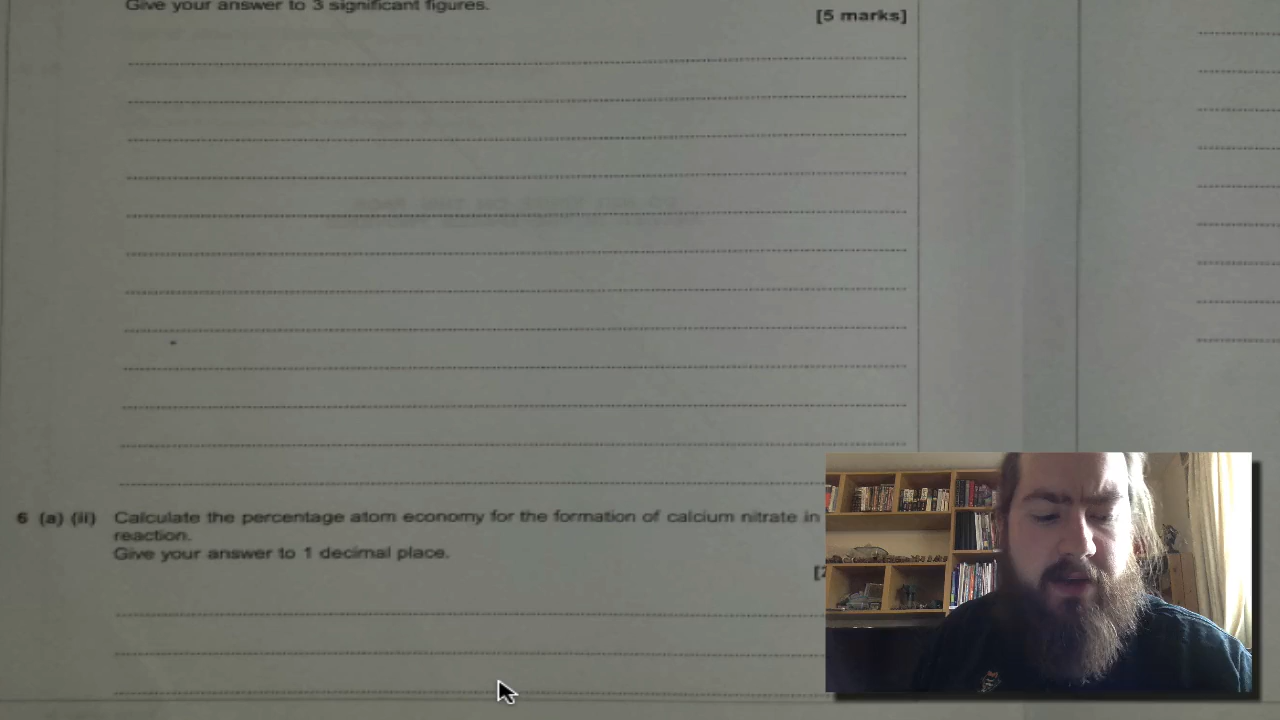 Give your answer to 3 significant figures.
[5 marks]
6 (a) (ii) Calculate the percentage atom economy for the formation of calcium nitrate in
reaction.
Give your answer to 1 decimal place.
[2